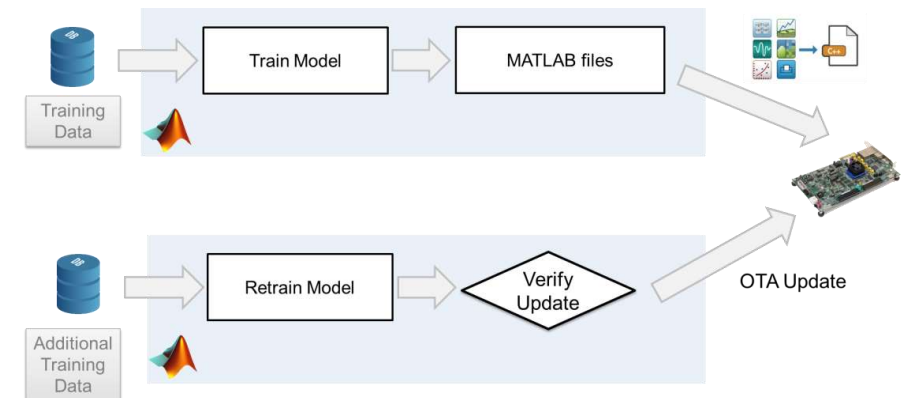 Train Model
MATLAB files
C++
Training
Data
Retrain Model
Verify
Update
OTA Update
Additional
Training
Data